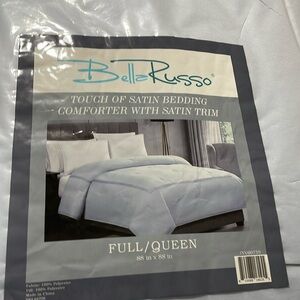 BellaRusso®
TOUCH OF SATIN BEDDING
COMFORTER WITH SATIN TRIM
FULL/QUEEN
88 in x 88 in
Fabric: 100% Polyester
Fill: 100% Polyester
Made in China